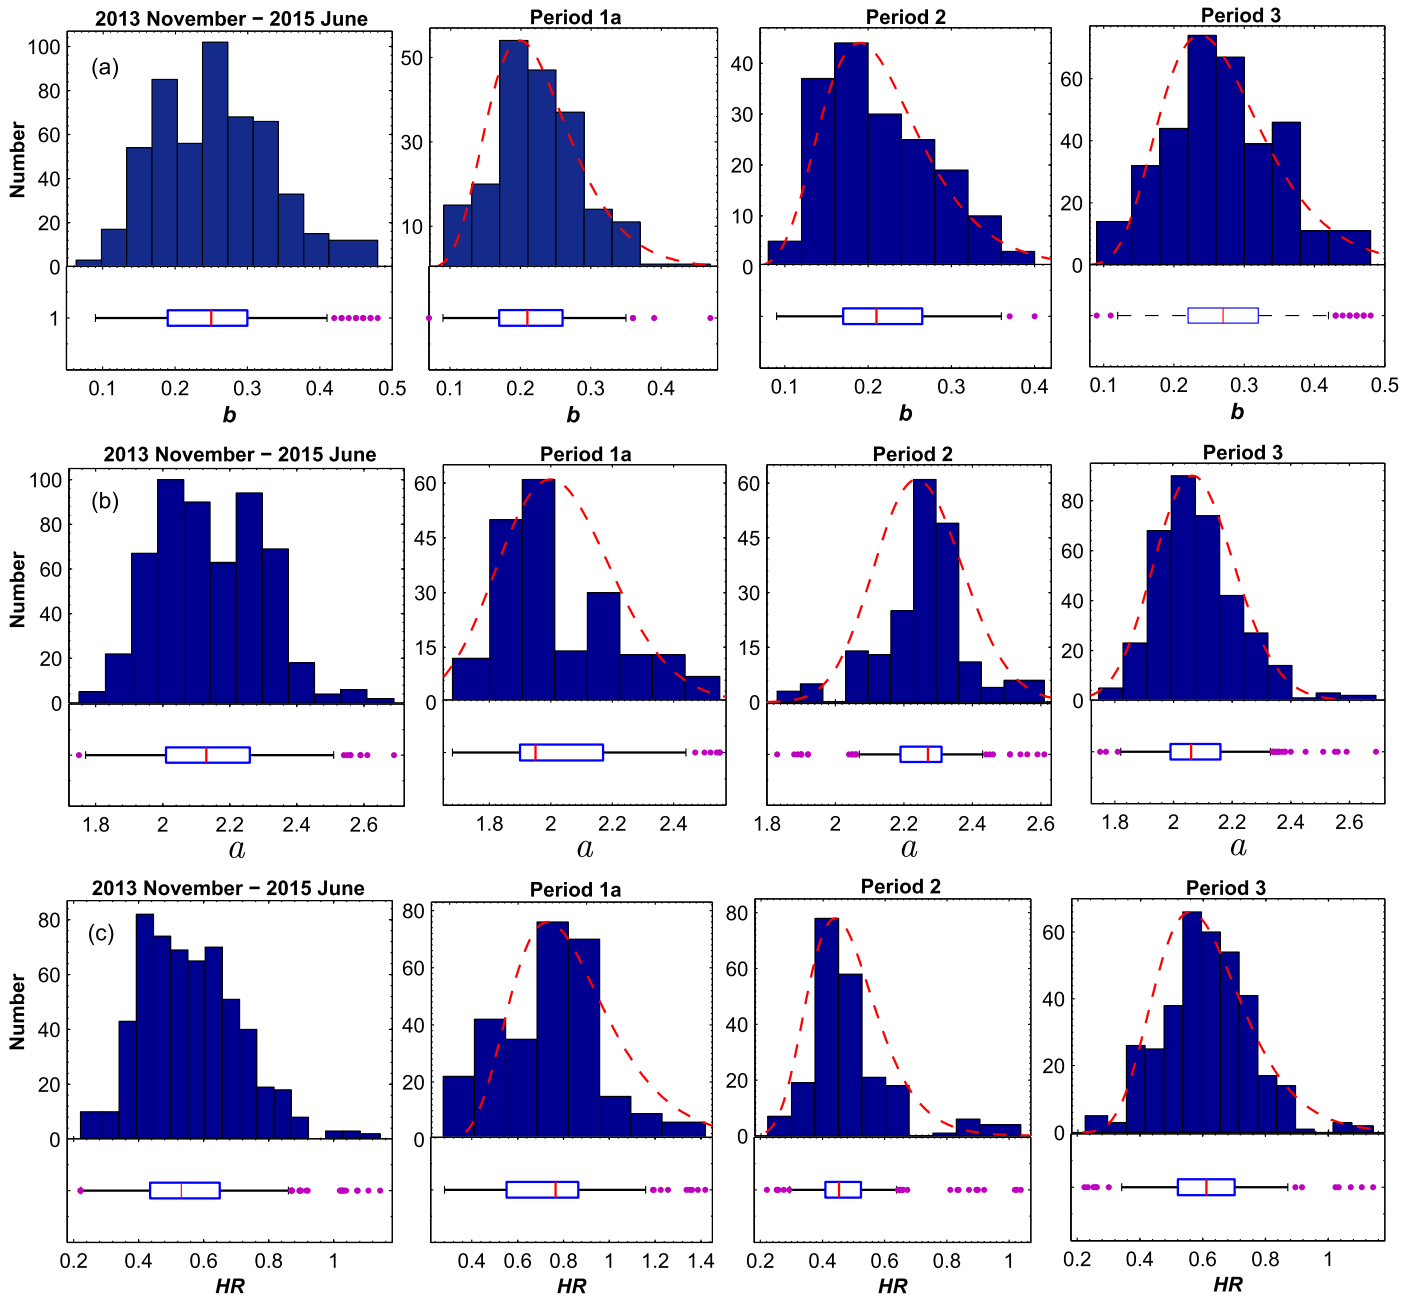 2013 November − 2015 June Period 1a Period 2 Period 3
(a)
Number
100 80 60 40 20 0
50 30 10
40 30 20 10 0
60 40 20 0
1
0.1 0.2 0.3 0.4 0.5
0.1 0.2 0.3 0.4
0.1 0.2 0.3 0.4
0.1 0.2 0.3 0.4 0.5
b b b b
2013 November − 2015 June Period 1a Period 2 Period 3
(b)
Number
100 80 60 40 20 0
60 45 30 15 0
60 45 30 15 0
80 60 40 20 0
1.8 2 2.2 2.4 2.6
1.8 2 2.2 2.4
1.8 2 2.2 2.4 2.6
1.8 2 2.2 2.4 2.6
a a a a
2013 November − 2015 June Period 1a Period 2 Period 3
(c)
Number
80 60 40 20 0
80 60 40 20 0
80 60 40 20 0
60 40 20 0
0.2 0.4 0.6 0.8 1
0.4 0.6 0.8 1 1.2 1.4
0.2 0.4 0.6 0.8 1
0.2 0.4 0.6 0.8 1
HR HR HR HR